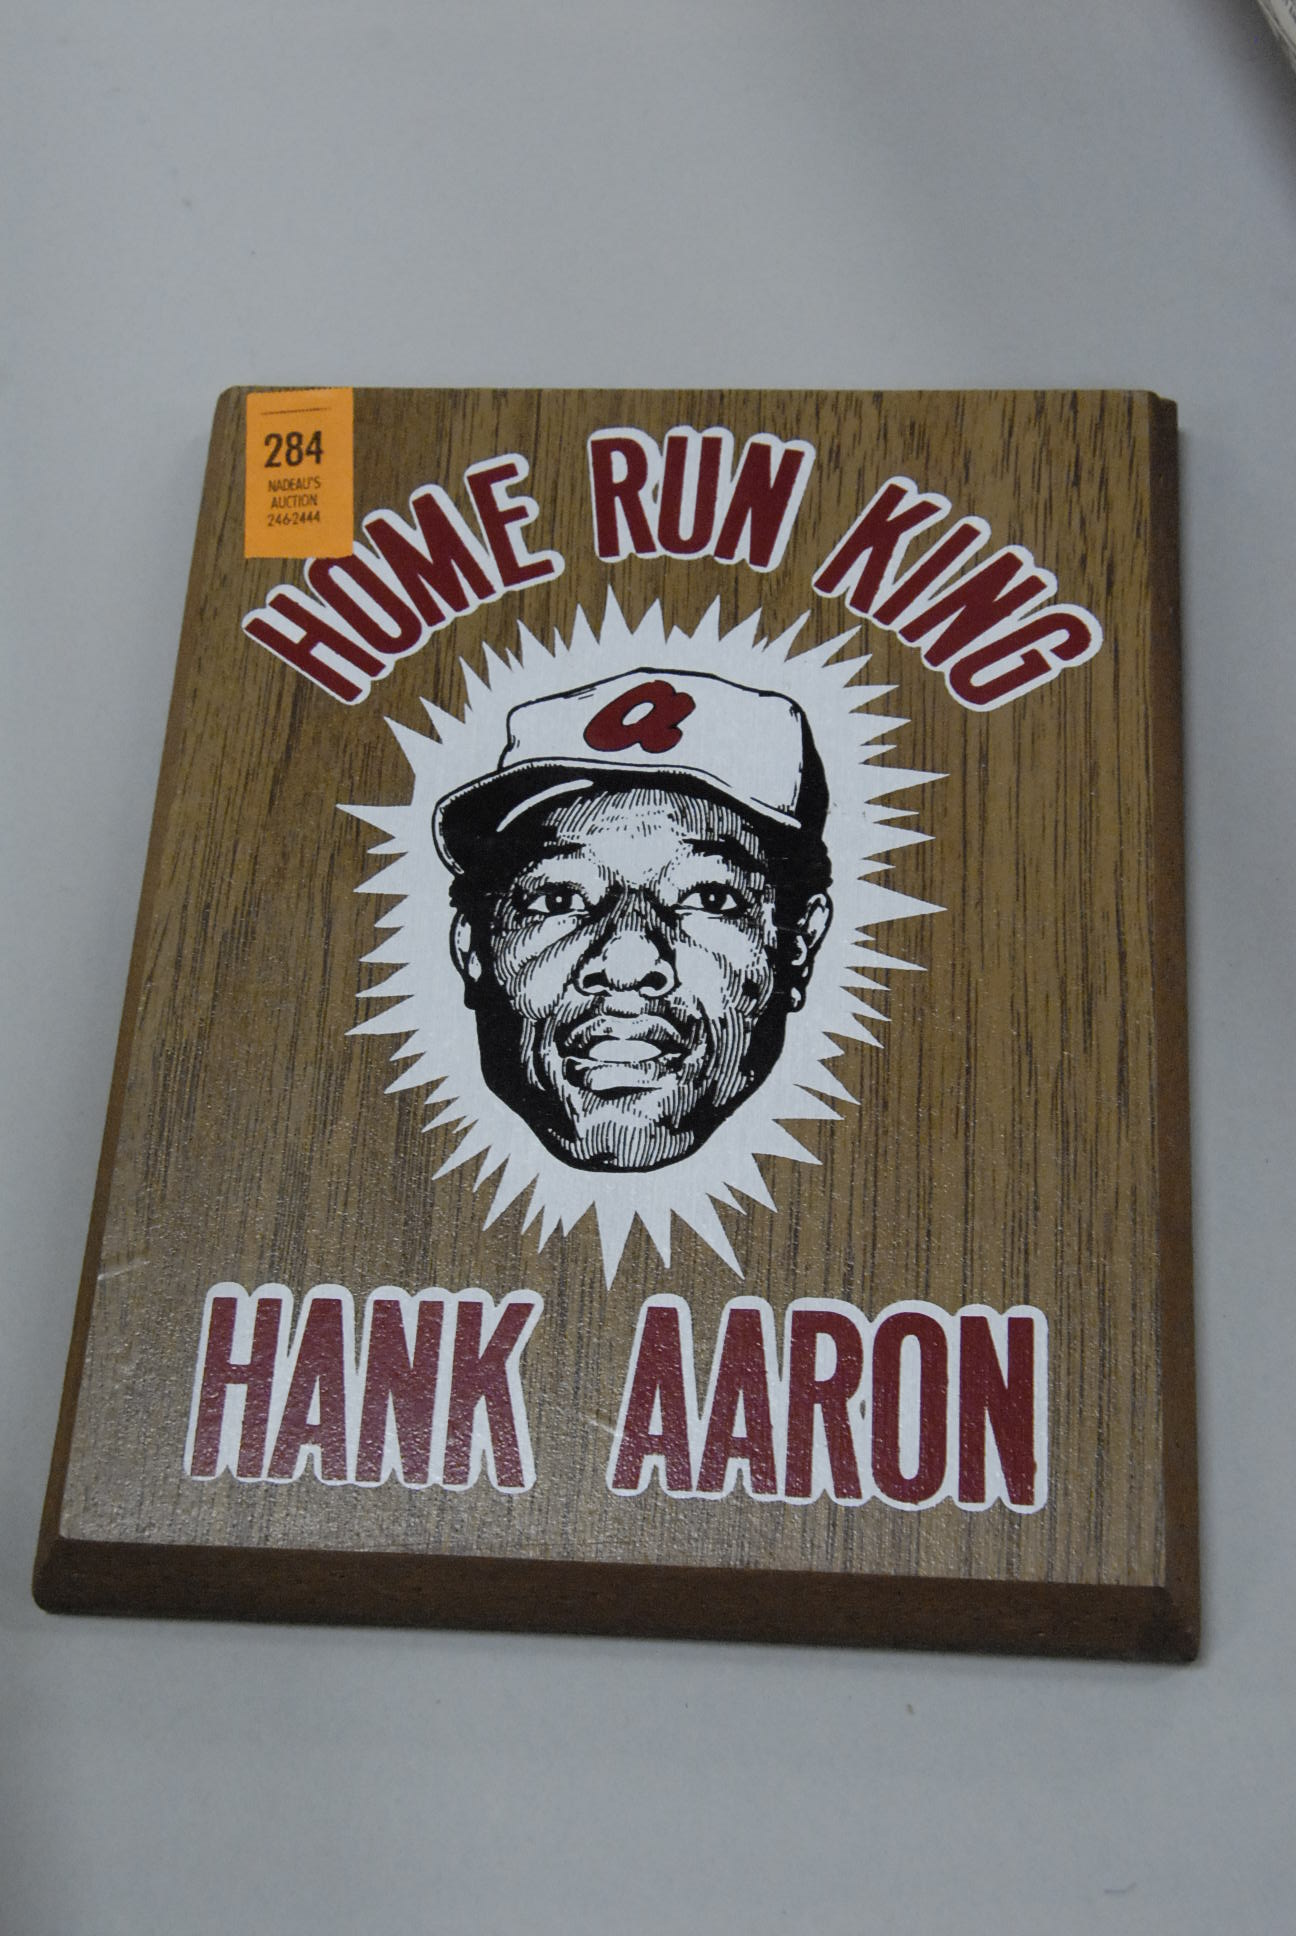 284
NADEAU'S
AUCTION
246-2444
HOME RUN KING
a
HANK AARON